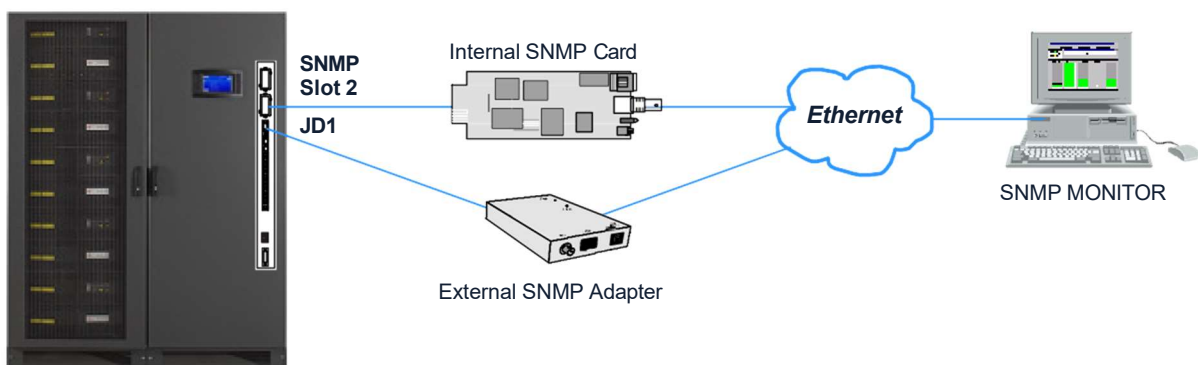 SNMP
Slot 2
JD1
Internal SNMP Card
External SNMP Adapter
Ethernet
SNMP MONITOR